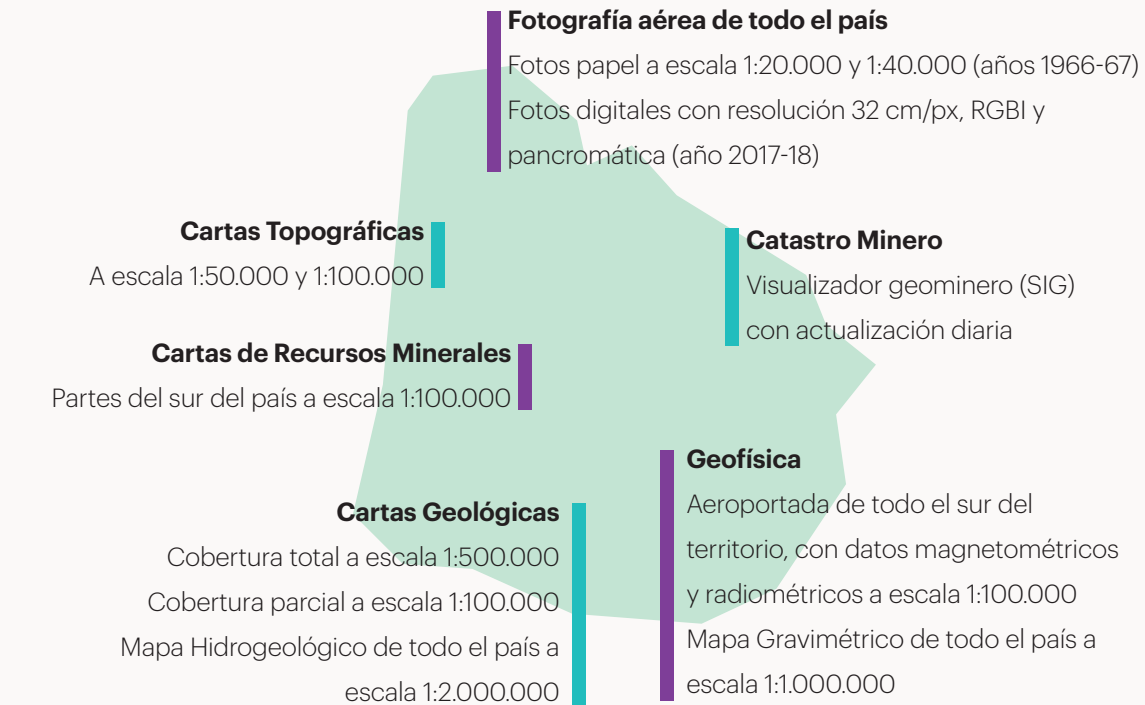 Fotografía aérea de todo el país
Fotos papel a escala 1:20.000 y 1:40.000 (años 1966-67)
Fotos digitales con resolución 32 cm/px, RGBI y
pancromática (año 2017-18)
Cartas Topográficas
A escala 1:50.000 y 1:100.000
Catastro Minero
Visualizador geominero (SIG)
con actualización diaria
Cartas de Recursos Minerales
Partes del sur del país a escala 1:100.000
Geofísica
Aeroportada de todo el sur del
territorio, con datos magnetométricos
y radiométricos a escala 1:100.000
Mapa Gravimétrico de todo el país a
escala 1:1.000.000
Cartas Geológicas
Cobertura total a escala 1:500.000
Cobertura parcial a escala 1:100.000
Mapa Hidrogeológico de todo el país a
escala 1:2.000.000